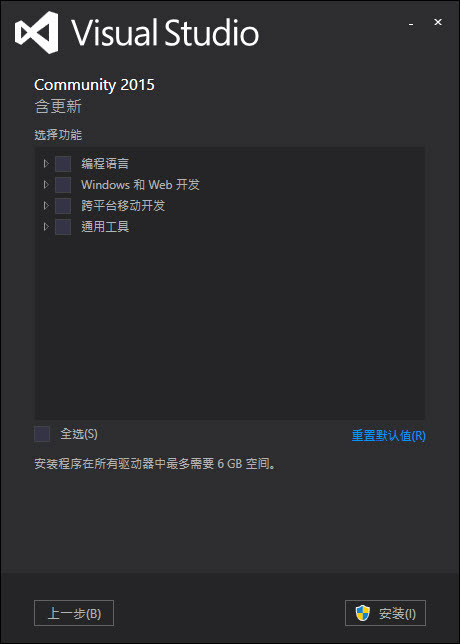 Visual Studio
Community 2015
含更新
选择功能
编程语言
Windows 和 Web 开发
跨平台移动开发
通用工具
全选(S)
重置默认值(R)
安装程序在所有驱动器中最多需要 6 GB 空间。
上一步(B)
安装(I)